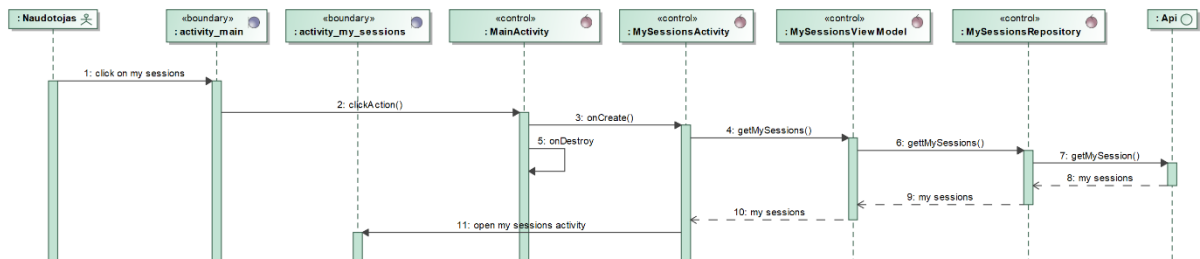 : Naudotojas
«boundary»
: activity_main
«boundary»
: activity_my_sessions
«control»
: MainActivity
«control»
: MySessionsActivity
«control»
: MySessionsViewModel
«control»
: MySessionsRepository
: Api
1: click on my sessions
2: clickAction()
3: onCreate()
4: getMySessions()
5: onDestroy
6: gettMySessions()
7: getMySession()
8: my sessions
9: my sessions
10: my sessions
11: open my sessions activity